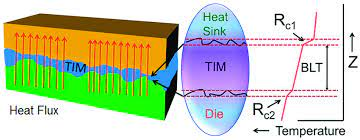 TIM
Heat Flux
Heat
Sink
TIM
Die
Rc1
BLT
Rc2
Z
Temperature